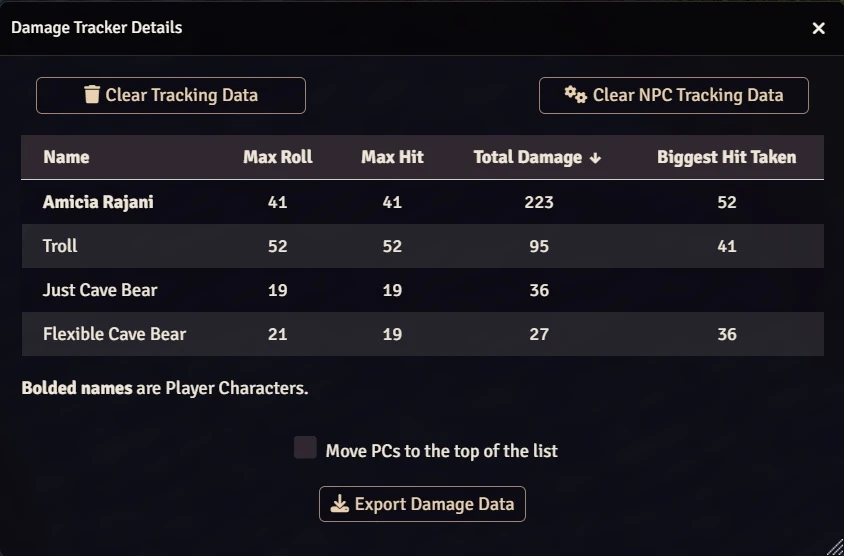 Damage Tracker Details
Clear Tracking Data Clear NPC Tracking Data
Name Max Roll Max Hit Total Damage ↓ Biggest Hit Taken
Amicia Rajani 41 41 223 52
Troll 52 52 95 41
Just Cave Bear 19 19 36
Flexible Cave Bear 21 19 27 36
Bolded names are Player Characters.
Move PCs to the top of the list
Export Damage Data